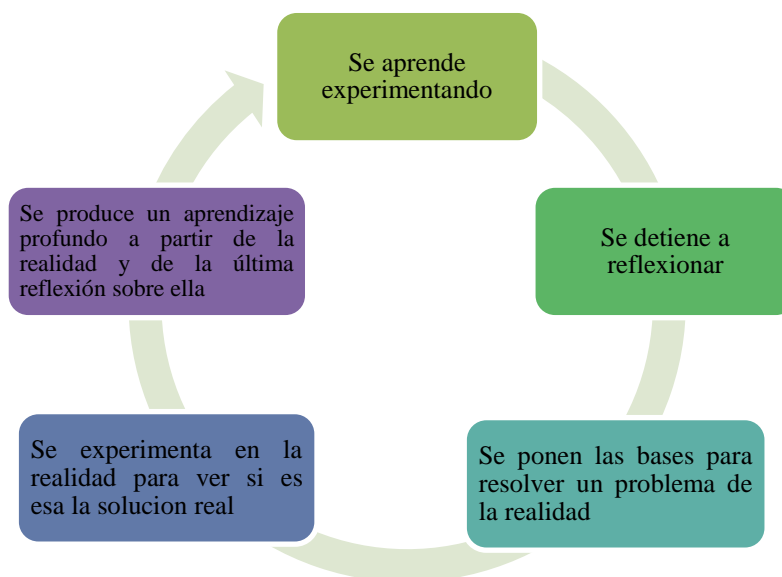 Se aprende
experimentando
Se detiene a
reflexionar
Se ponen las bases para
resolver un problema de
la realidad
Se experimenta en la
realidad para ver si es
esa la solucion real
Se produce un aprendizaje
profundo a partir de la
realidad y de la última
reflexión sobre ella